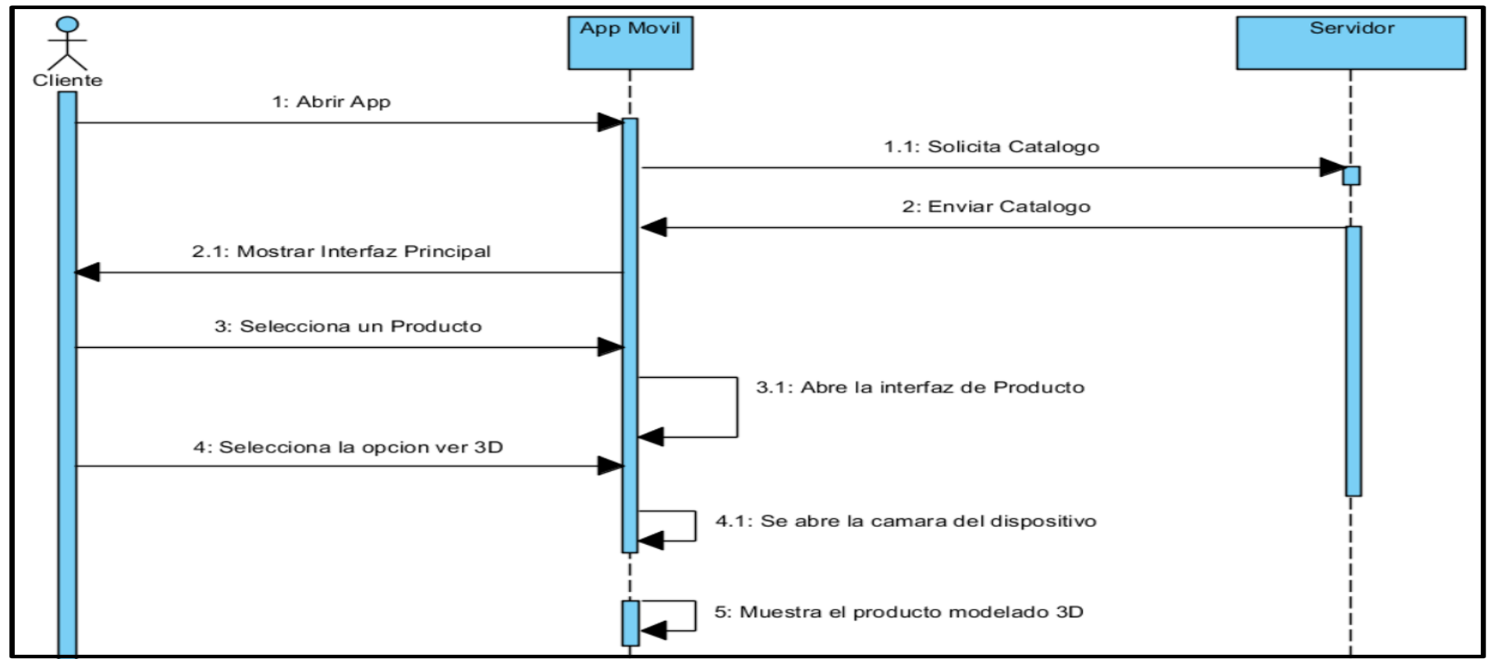 App Movil
Servidor
Cliente
1: Abrir App
1.1: Solicita Catalogo
2: Enviar Catalogo
2.1: Mostrar Interfaz Principal
3: Selecciona un Producto
3.1: Abre la interfaz de Producto
4: Selecciona la opcion ver 3D
4.1: Se abre la camara del dispositivo
5: Muestra el producto modelado 3D